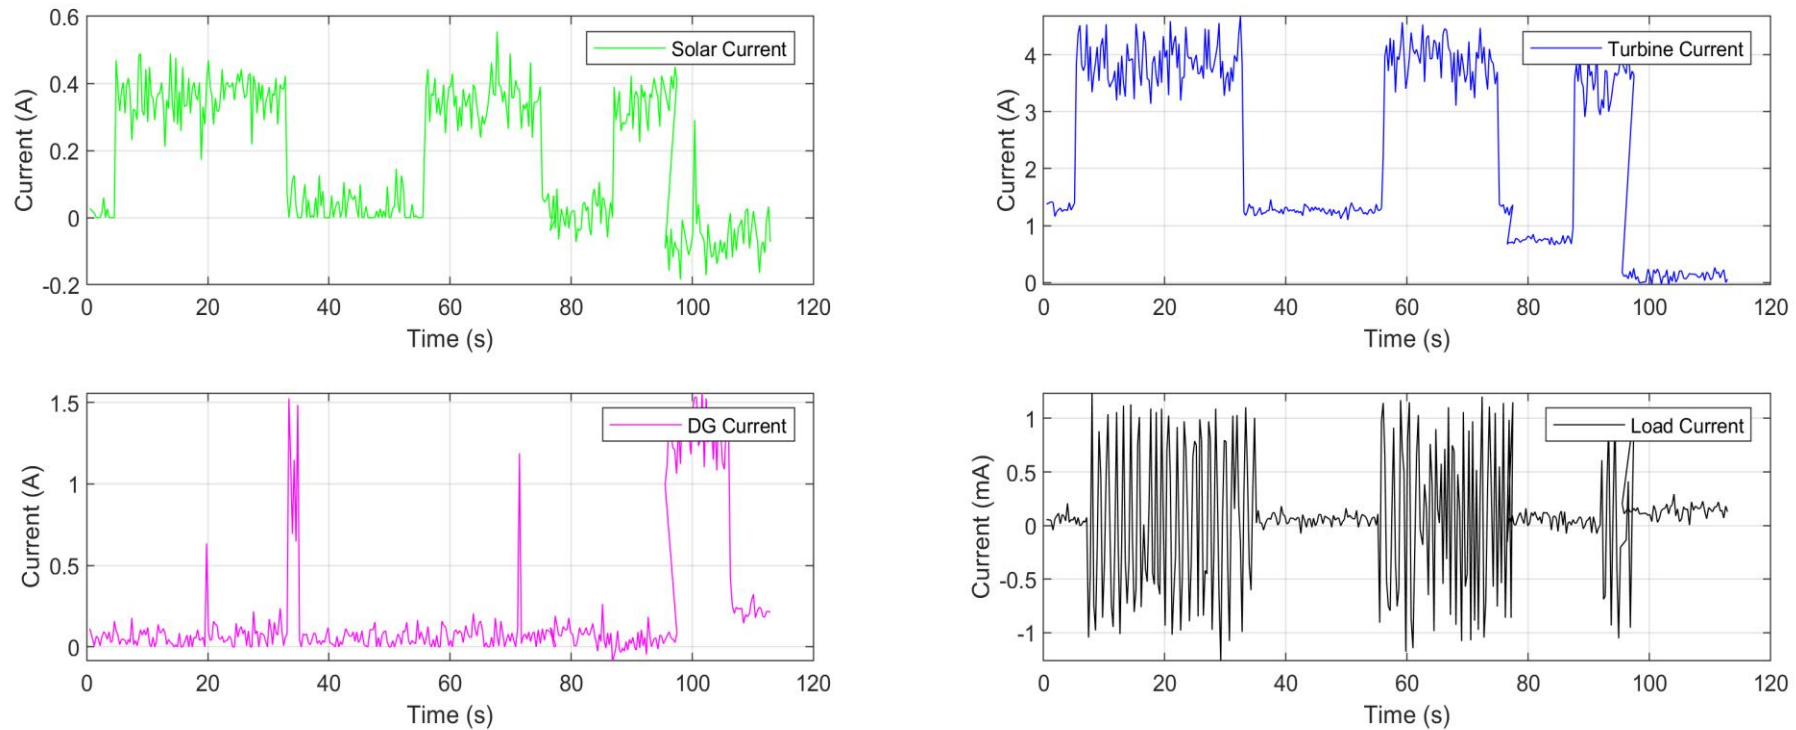 0.6
0.4
0.2
0
-0.2
Current (A)
Solar Current
0 20 40 60 80 100 120
Time (s)
4
3
2
1
0
Current (A)
Turbine Current
0 20 40 60 80 100 120
Time (s)
1.5
1
0.5
0
Current (A)
DG Current
0 20 40 60 80 100 120
Time (s)
1
0.5
0
-0.5
-1
Current (mA)
Load Current
0 20 40 60 80 100 120
Time (s)